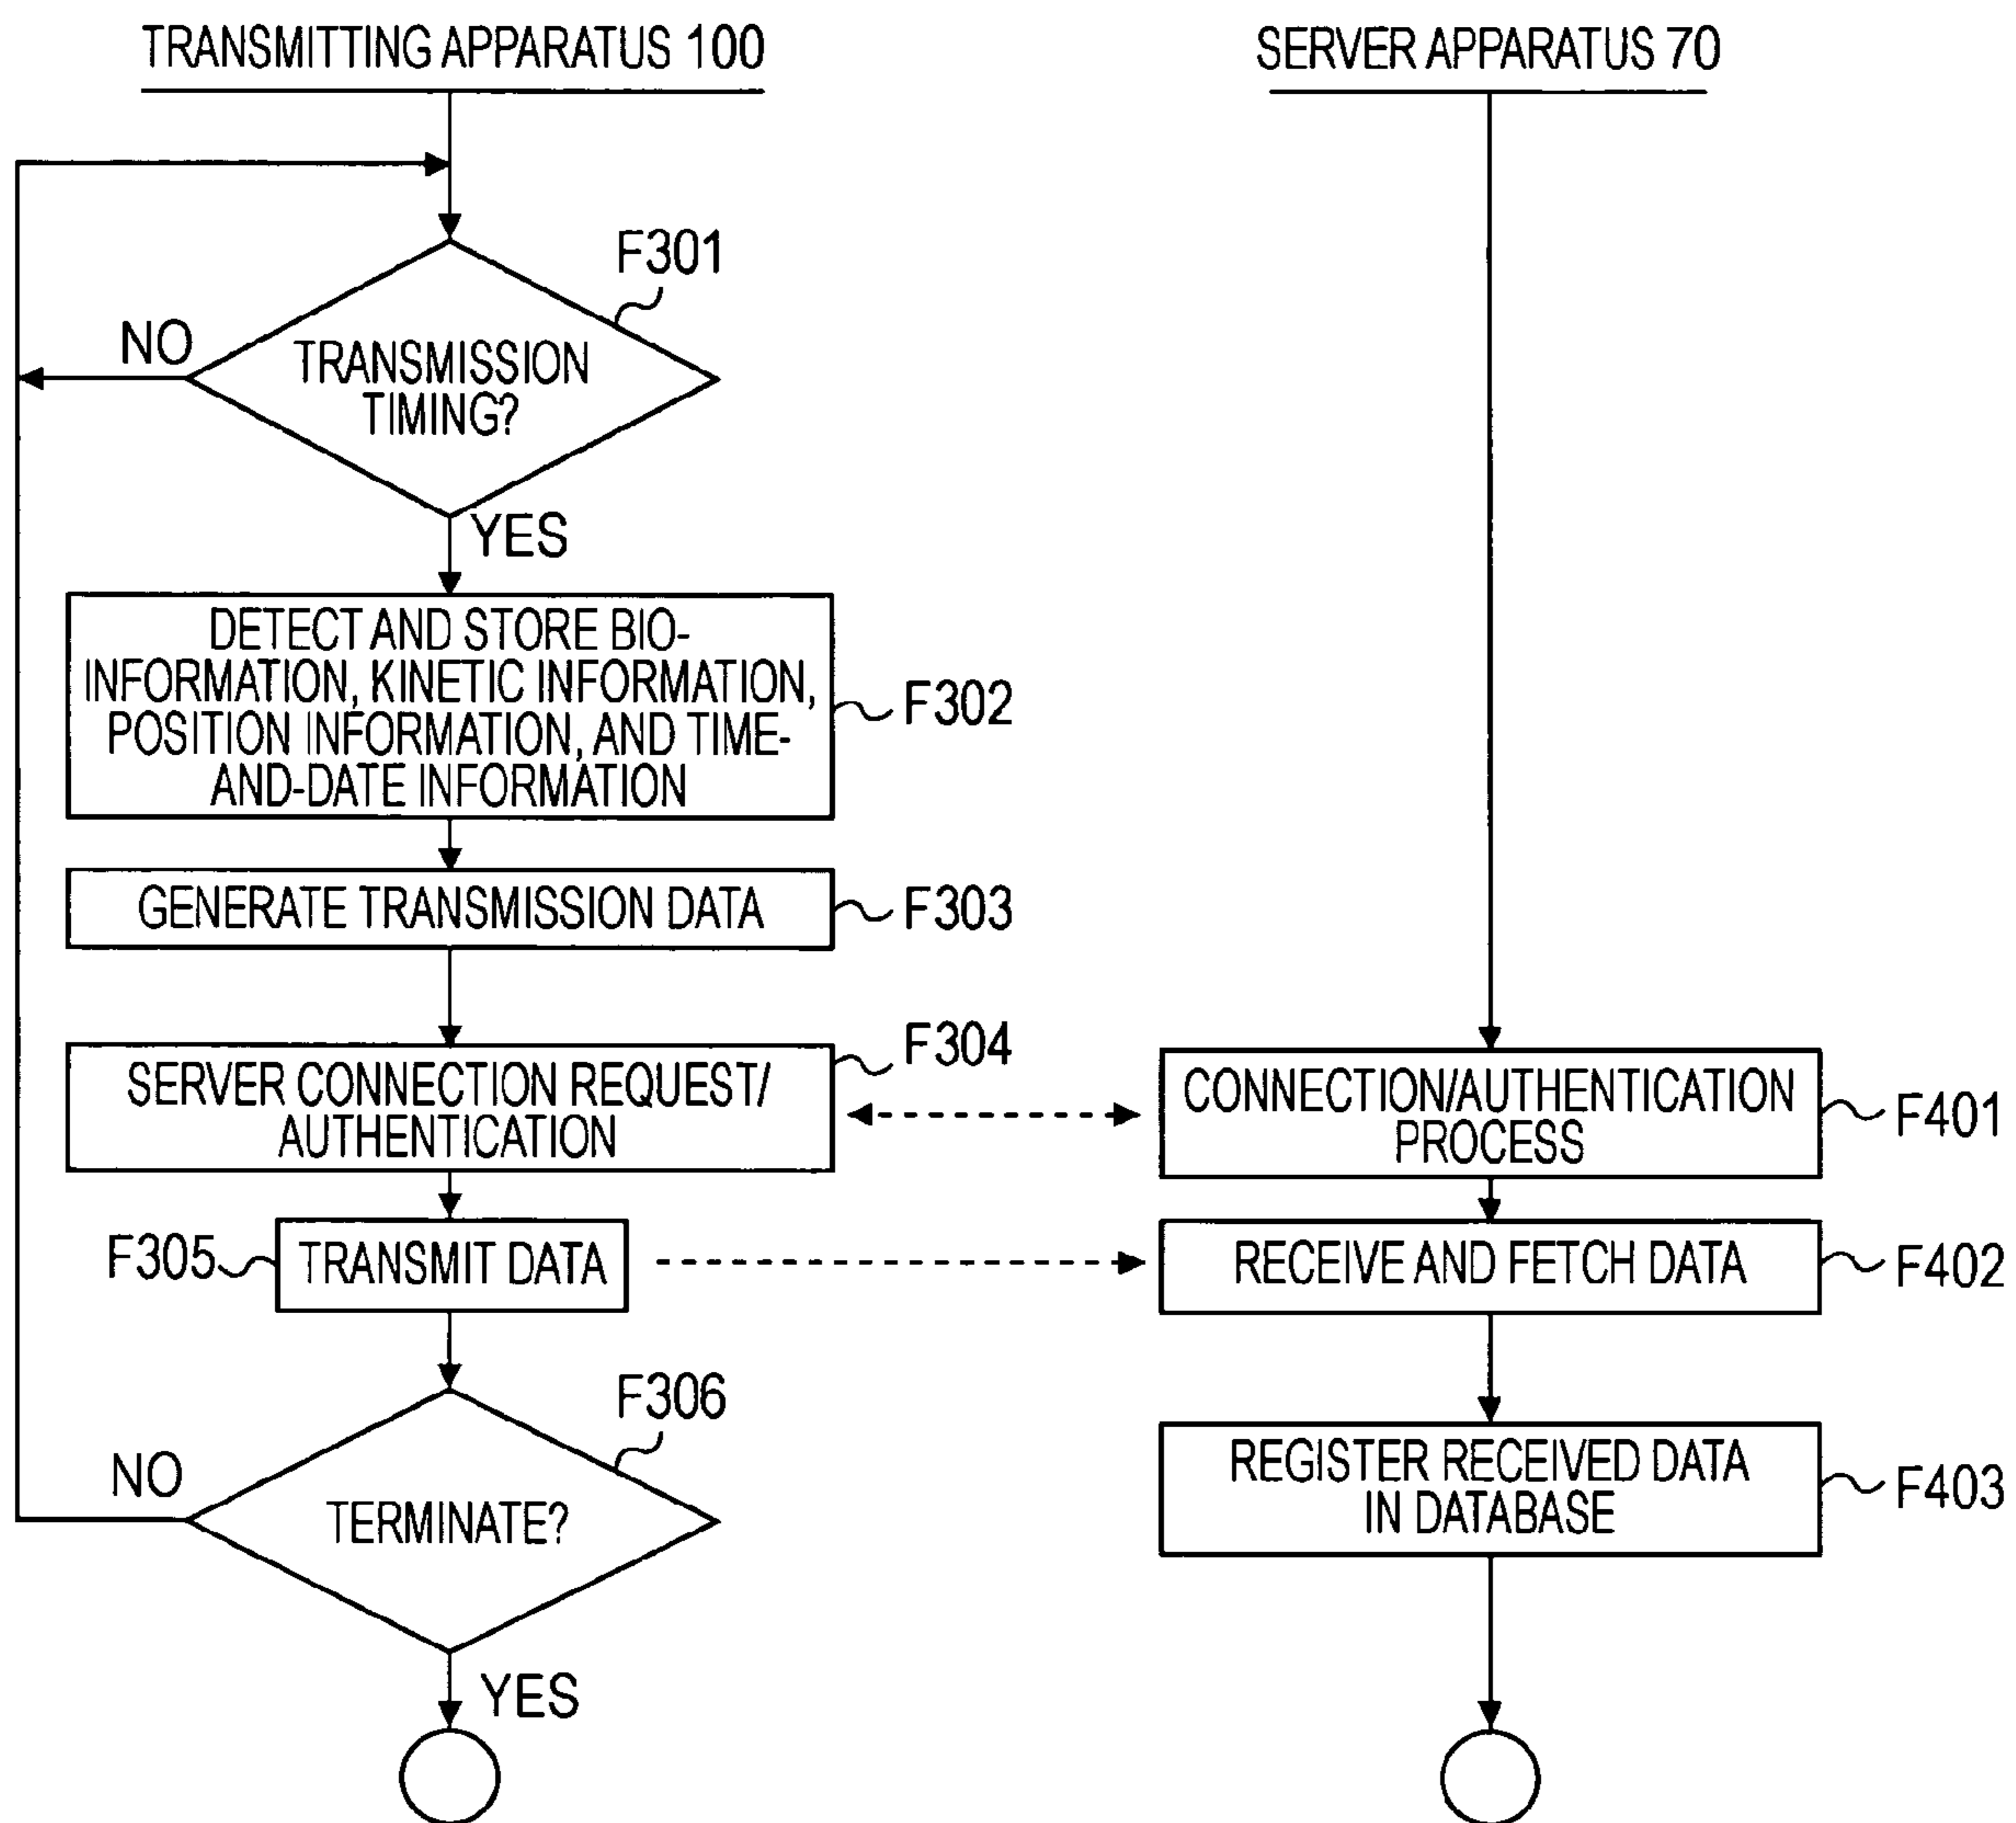 TRANSMITTING APPARATUS 100
SERVER APPARATUS 70
F301
NO
TRANSMISSION
TIMING?
YES
DETECT AND STORE BIO-
INFORMATION, KINETIC INFORMATION,
POSITION INFORMATION, AND TIME-
AND-DATE INFORMATION
F302
GENERATE TRANSMISSION DATA
F303
SERVER CONNECTION REQUEST/
AUTHENTICATION
F304
CONNECTION/AUTHENTICATION
PROCESS
F401
F305
TRANSMIT DATA
RECEIVE AND FETCH DATA
F402
F306
NO
TERMINATE?
YES
REGISTER RECEIVED DATA
IN DATABASE
F403